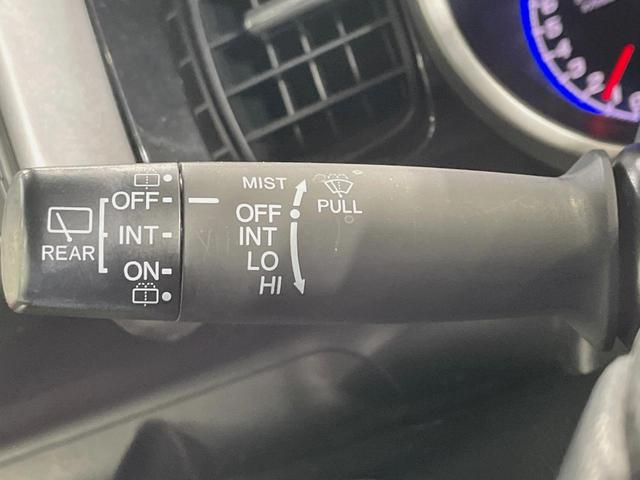 REAR
OFF
INT
ON
MIST
OFF
INT
LO
HI
PULL